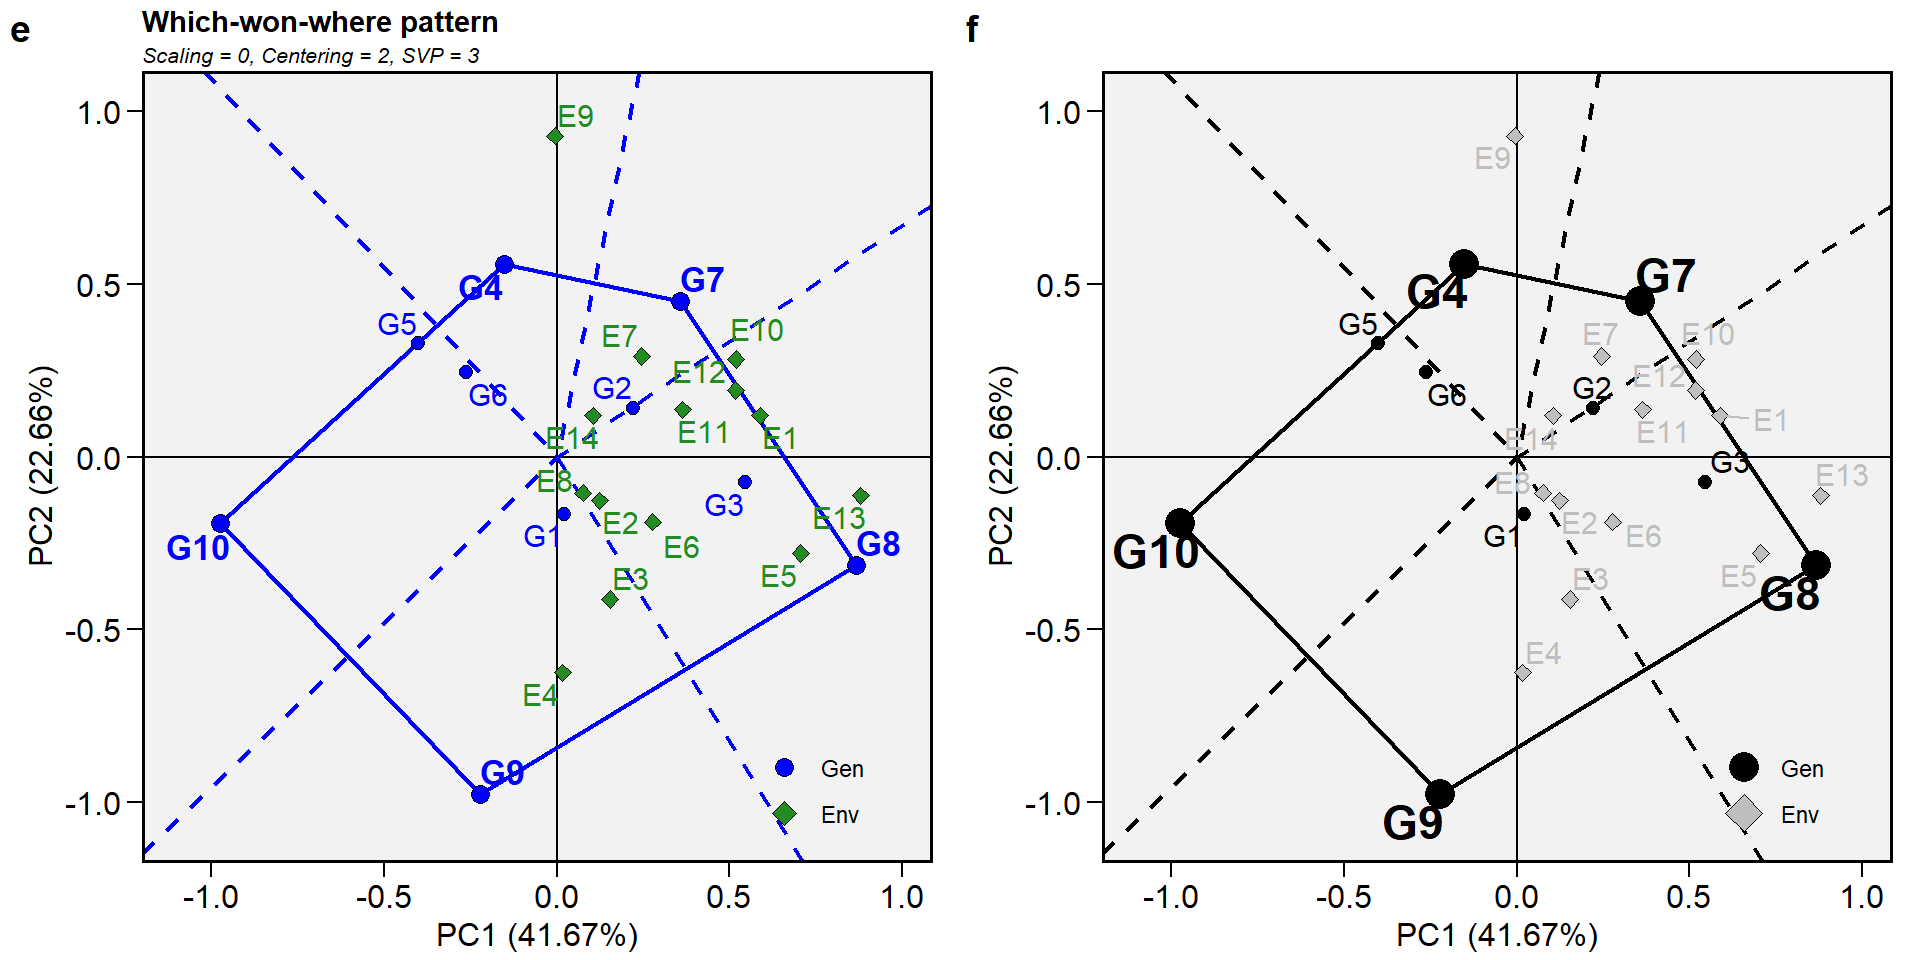 e
Which-won-where pattern
Scaling = 0, Centering = 2, SVP = 3
1.0
0.5
0.0
-0.5
-1.0
PC2 (22.66%)
E9
G4
G7
G5
G6
E7
E10
E12
G2
E14
E11
E1
E8
E2
G1
G3
E13
G8
E6
E5
E3
G10
E4
G9
Gen
Env
-1.0
-0.5
0.0
0.5
1.0
PC1 (41.67%)
f
1.0
0.5
0.0
-0.5
-1.0
PC2 (22.66%)
E9
G7
G4
G5
G6
E7
E10
E12
G2
E14
E11
E1
G3
E13
E8
E2
G1
E6
E5
E3
G8
G10
E4
G9
Gen
Env
-1.0
-0.5
0.0
0.5
1.0
PC1 (41.67%)